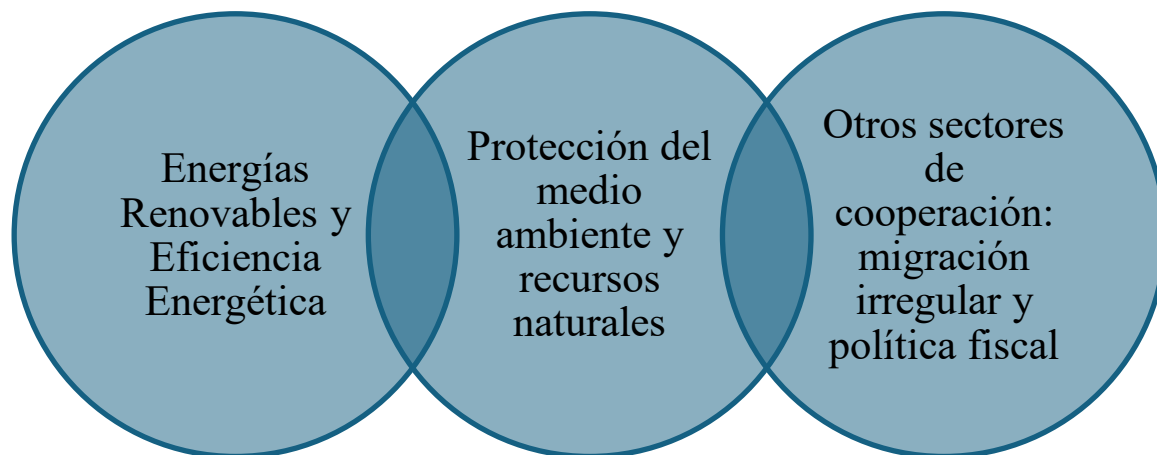 Energías
Renovables y
Eficiencia
Energética
Protección del
medio
ambiente y
recursos
naturales
Otros sectores
de
cooperación:
migración
irregular y
política fiscal